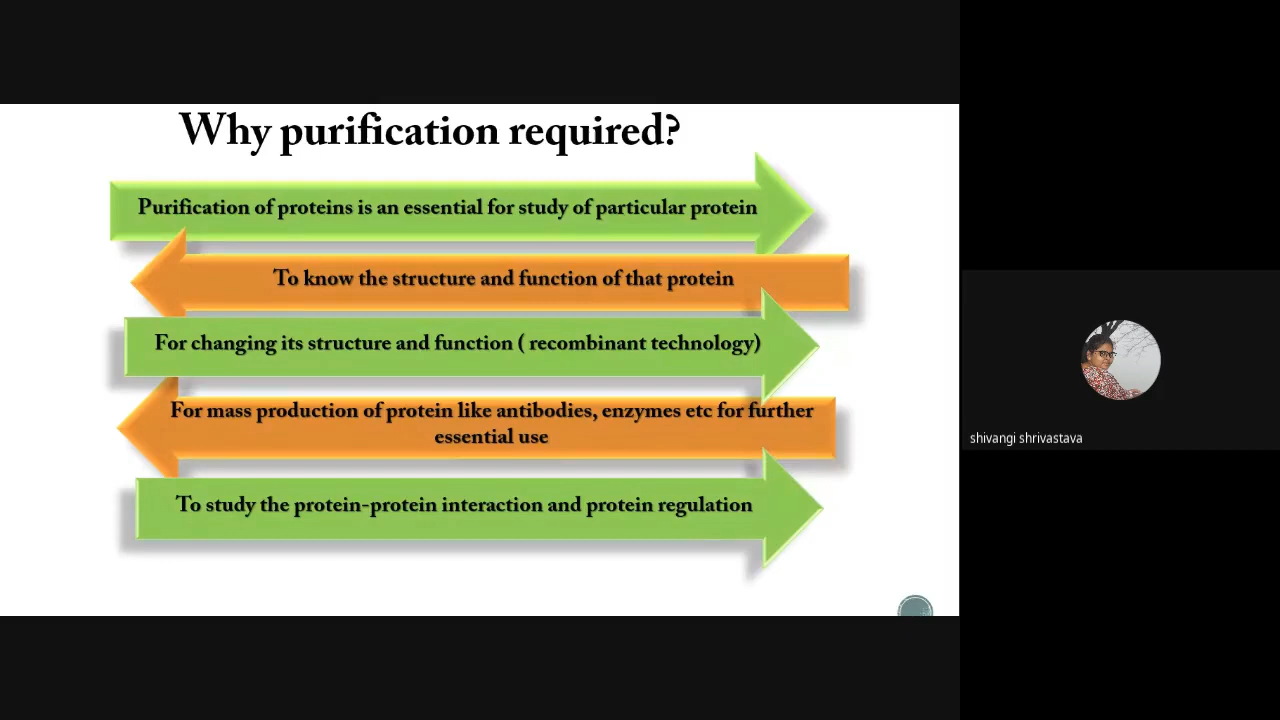 Why purification required?
Purification of proteins is an essential for study of particular protein
To know the structure and function of that protein
For changing its structure and function ( recombinant technology)
For mass production of protein like antibodies, enzymes etc for further
essential use
To study the protein-protein interaction and protein regulation
shivangi shrivastava